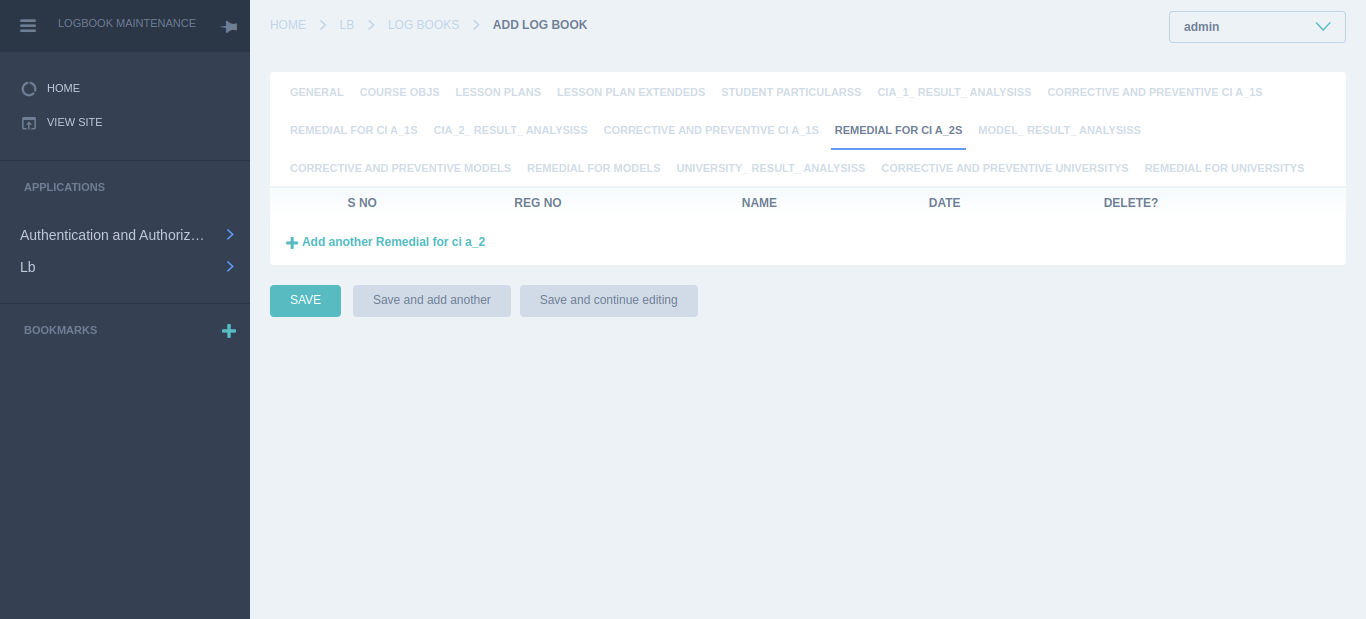 LOGBOOK MAINTENANCE
HOME
VIEW SITE
APPLICATIONS
Authentication and Authoriz…
Lb
BOOKMARKS
HOME LB LOG BOOKS ADD LOG BOOK
admin
GENERAL COURSE OBJS LESSON PLANS LESSON PLAN EXTENDEDS STUDENT PARTICULARSS CIA_1_ RESULT_ ANALYSISS CORRECTIVE AND PREVENTIVE CI A_1S
REMEDIAL FOR CI A_1S CIA_2_ RESULT_ ANALYSISS CORRECTIVE AND PREVENTIVE CI A_1S REMEDIAL FOR CI A_2S MODEL_ RESULT_ ANALYSISS
CORRECTIVE AND PREVENTIVE MODELS REMEDIAL FOR MODELS UNIVERSITY_ RESULT_ ANALYSISS CORRECTIVE AND PREVENTIVE UNIVERSITYS REMEDIAL FOR UNIVERSITYS
S NO REG NO NAME DATE DELETE?
Add another Remedial for ci a_2
SAVE Save and add another Save and continue editing